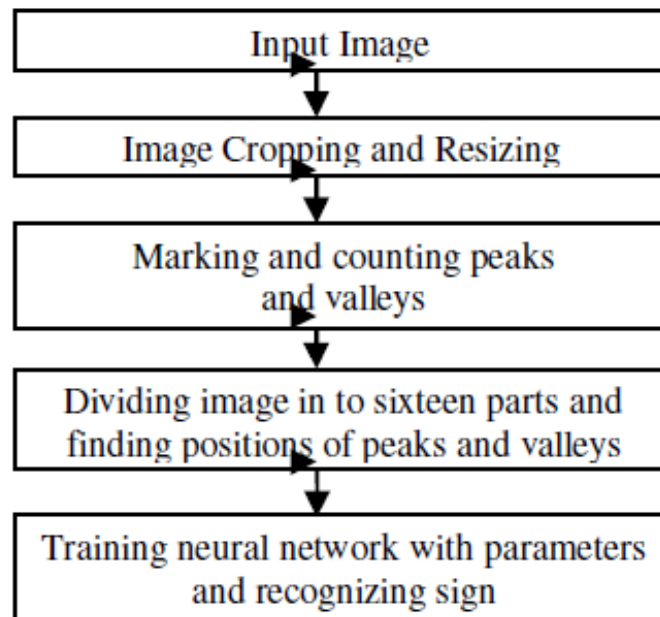 Input Image
Image Cropping and Resizing
Marking and counting peaks
and valleys
Dividing image in to sixteen parts and
finding positions of peaks and valleys
Training neural network with parameters
and recognizing sign